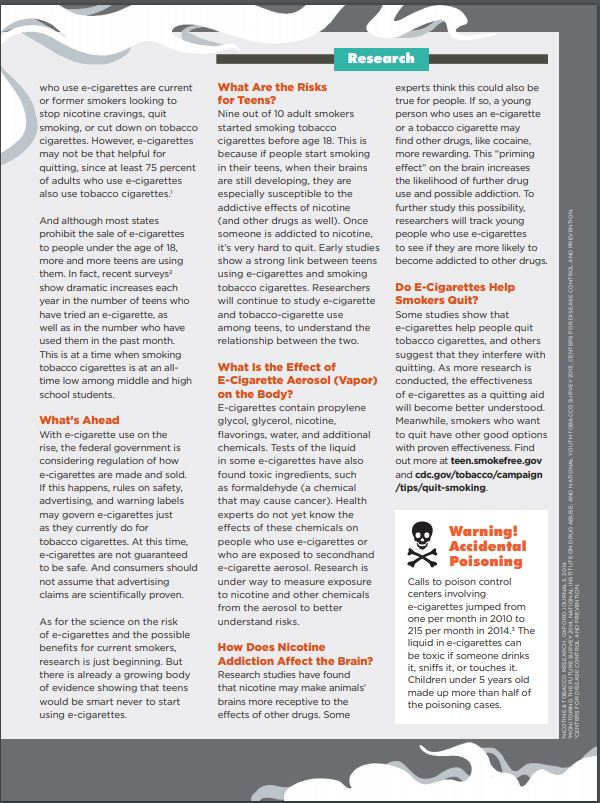 Research
who use e-cigarettes are current
or former smokers looking to
stop nicotine cravings, quit
smoking, or cut down on tobacco
cigarettes. However, e-cigarettes
may not be that helpful for
quitting, since at least 75 percent
of adults who use e-cigarettes
also use tobacco cigarettes.¹
And although most states
prohibit the sale of e-cigarettes
to people under the age of 18,
more and more teens are using
them. In fact, recent surveys²
show dramatic increases each
year in the number of teens who
have tried an e-cigarette, as
well as in the number who have
used them in the past month.
This is at a time when smoking
tobacco cigarettes is at an all-
time low among middle and high
school students.
What's Ahead
With e-cigarette use on the
rise, the federal government is
considering regulation of how
e-cigarettes are made and sold.
If this happens, rules on safety,
advertising, and warning labels
may govern e-cigarettes just
as they currently do for
tobacco cigarettes. At this time,
e-cigarettes are not guaranteed
to be safe. And consumers should
not assume that advertising
claims are scientifically proven.
As for the science on the risk
of e-cigarettes and the possible
benefits for current smokers,
research is just beginning. But
there is already a growing body
of evidence showing that teens
would be smart never to start
using e-cigarettes.
What Are the Risks
for Teens?
Nine out of 10 adult smokers
started smoking tobacco
cigarettes before age 18. This is
because if people start smoking
in their teens, when their brains
are still developing, they are
especially susceptible to the
addictive effects of nicotine
(and other drugs as well). Once
someone is addicted to nicotine,
it's very hard to quit. Early studies
show a strong link between teens
using e-cigarettes and smoking
tobacco cigarettes. Researchers
will continue to study e-cigarette
and tobacco-cigarette use
among teens, to understand the
relationship between the two.
What Is the Effect of
E-Cigarette Aerosol (Vapor)
on the Body?
E-cigarettes contain propylene
glycol, glycerol, nicotine,
flavorings, water, and additional
chemicals. Tests of the liquid
in some e-cigarettes have also
found toxic ingredients, such
as formaldehyde (a chemical
that may cause cancer). Health
experts do not yet know the
effects of these chemicals on
people who use e-cigarettes or
who are exposed to secondhand
e-cigarette aerosol. Research is
under way to measure exposure
to nicotine and other chemicals
from the aerosol to better
understand risks.
How Does Nicotine
Addiction Affect the Brain?
Research studies have found
that nicotine may make animals'
brains more receptive to the
effects of other drugs. Some
experts think this could also be
true for people. If so, a young
person who uses an e-cigarette
or a tobacco cigarette may
find other drugs, like cocaine,
more rewarding. This “priming
effect” on the brain increases
the likelihood of further drug
use and possible addiction. To
further study this possibility,
researchers will track young
people who use e-cigarettes
to see if they are more likely to
become addicted to other drugs.
Do E-Cigarettes Help
Smokers Quit?
Some studies show that
e-cigarettes help people quit
tobacco cigarettes, and others
suggest that they interfere with
quitting. As more research is
conducted, the effectiveness
of e-cigarettes as a quitting aid
will become better understood.
Meanwhile, smokers who want
to quit have other good options
with proven effectiveness. Find
out more at teen.smokefree.gov
and cdc.gov/tobacco/campaign
/tips/quit-smoking.
Warning!
Accidental
Poisoning
Calls to poison control
centers involving
e-cigarettes jumped from
one per month in 2010 to
215 per month in 2014.³ The
liquid in e-cigarettes can
be toxic if someone drinks
it, sniffs it, or touches it.
Children under 5 years old
made up more than half of
the poisoning cases.
¹NICOTINE & TOBACCO RESEARCH, OXFORD JOURNALS, 2014.
²MONITORING THE FUTURE SURVEY 2014, NATIONAL INSTITUTE ON DRUG ABUSE, AND NATIONAL YOUTH TOBACCO SURVEY 2013, CENTERS FOR DISEASE CONTROL AND PREVENTION.
³CENTERS FOR DISEASE CONTROL AND PREVENTION.